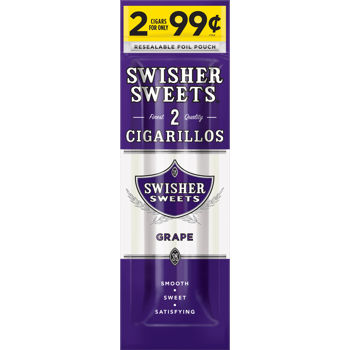 2 CIGARS FOR ONLY 99¢
RESEALABLE FOIL POUCH
SWISHER
SWEETS
Finest 2 Quality
CIGARILLOS
SWISHER
SWEETS
GRAPE
SMOOTH
SWEET
SATISFYING